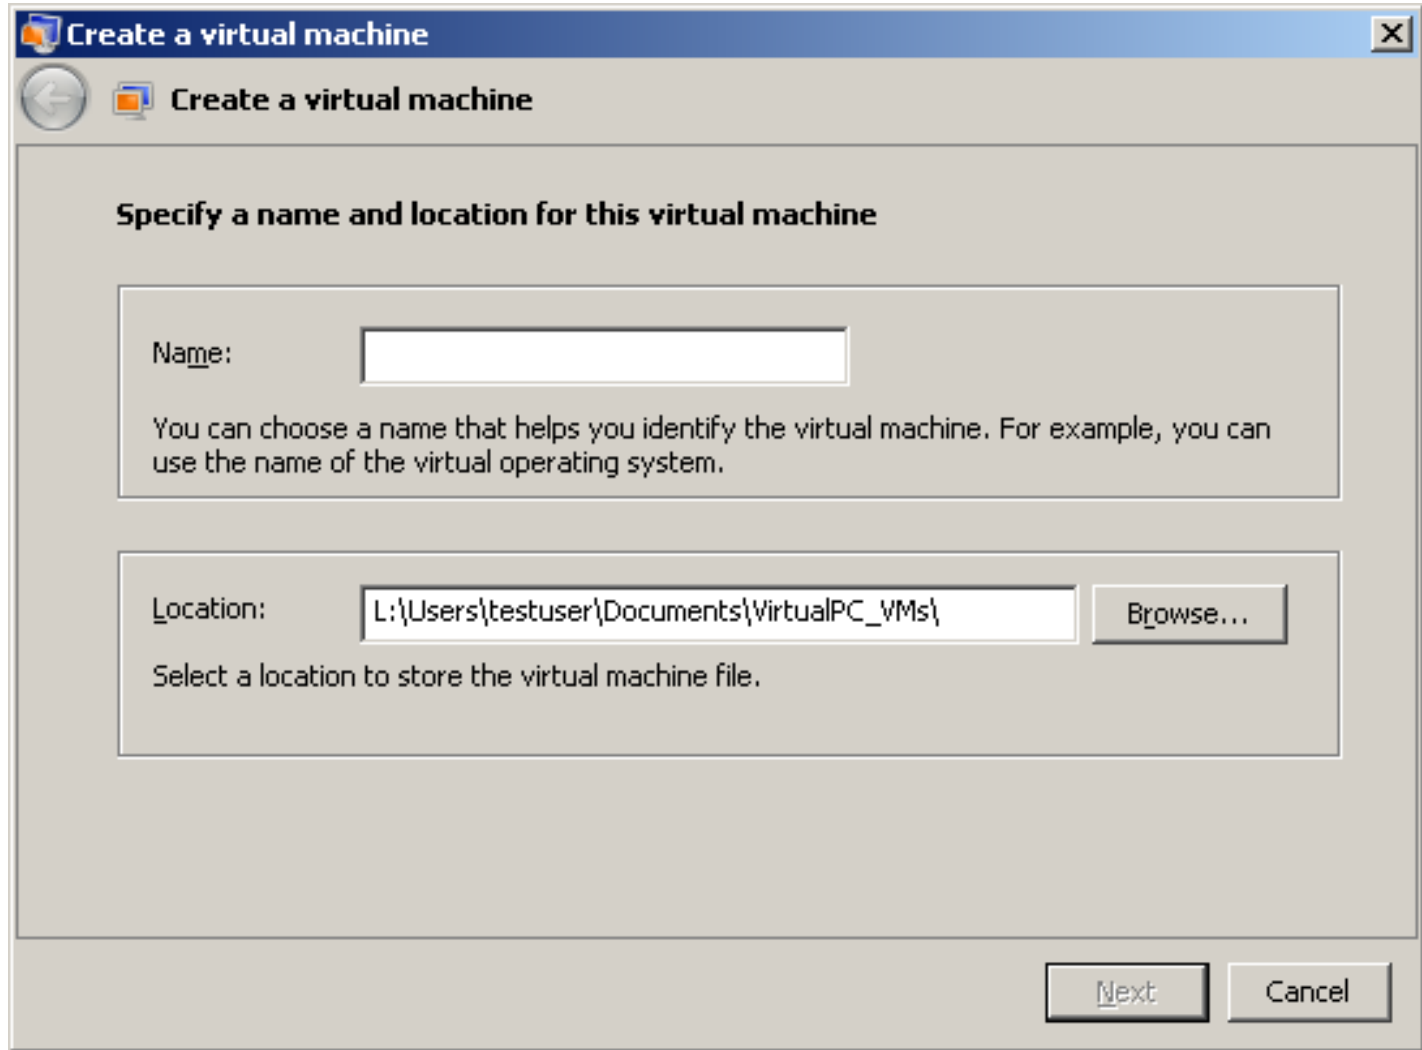 Create a virtual machine
Create a virtual machine
Specify a name and location for this virtual machine
Name:
You can choose a name that helps you identify the virtual machine. For example, you can
use the name of the virtual operating system.
Location:
L:\Users\testuser\Documents\VirtualPC_VMs\
Browse...
Select a location to store the virtual machine file.
Next
Cancel